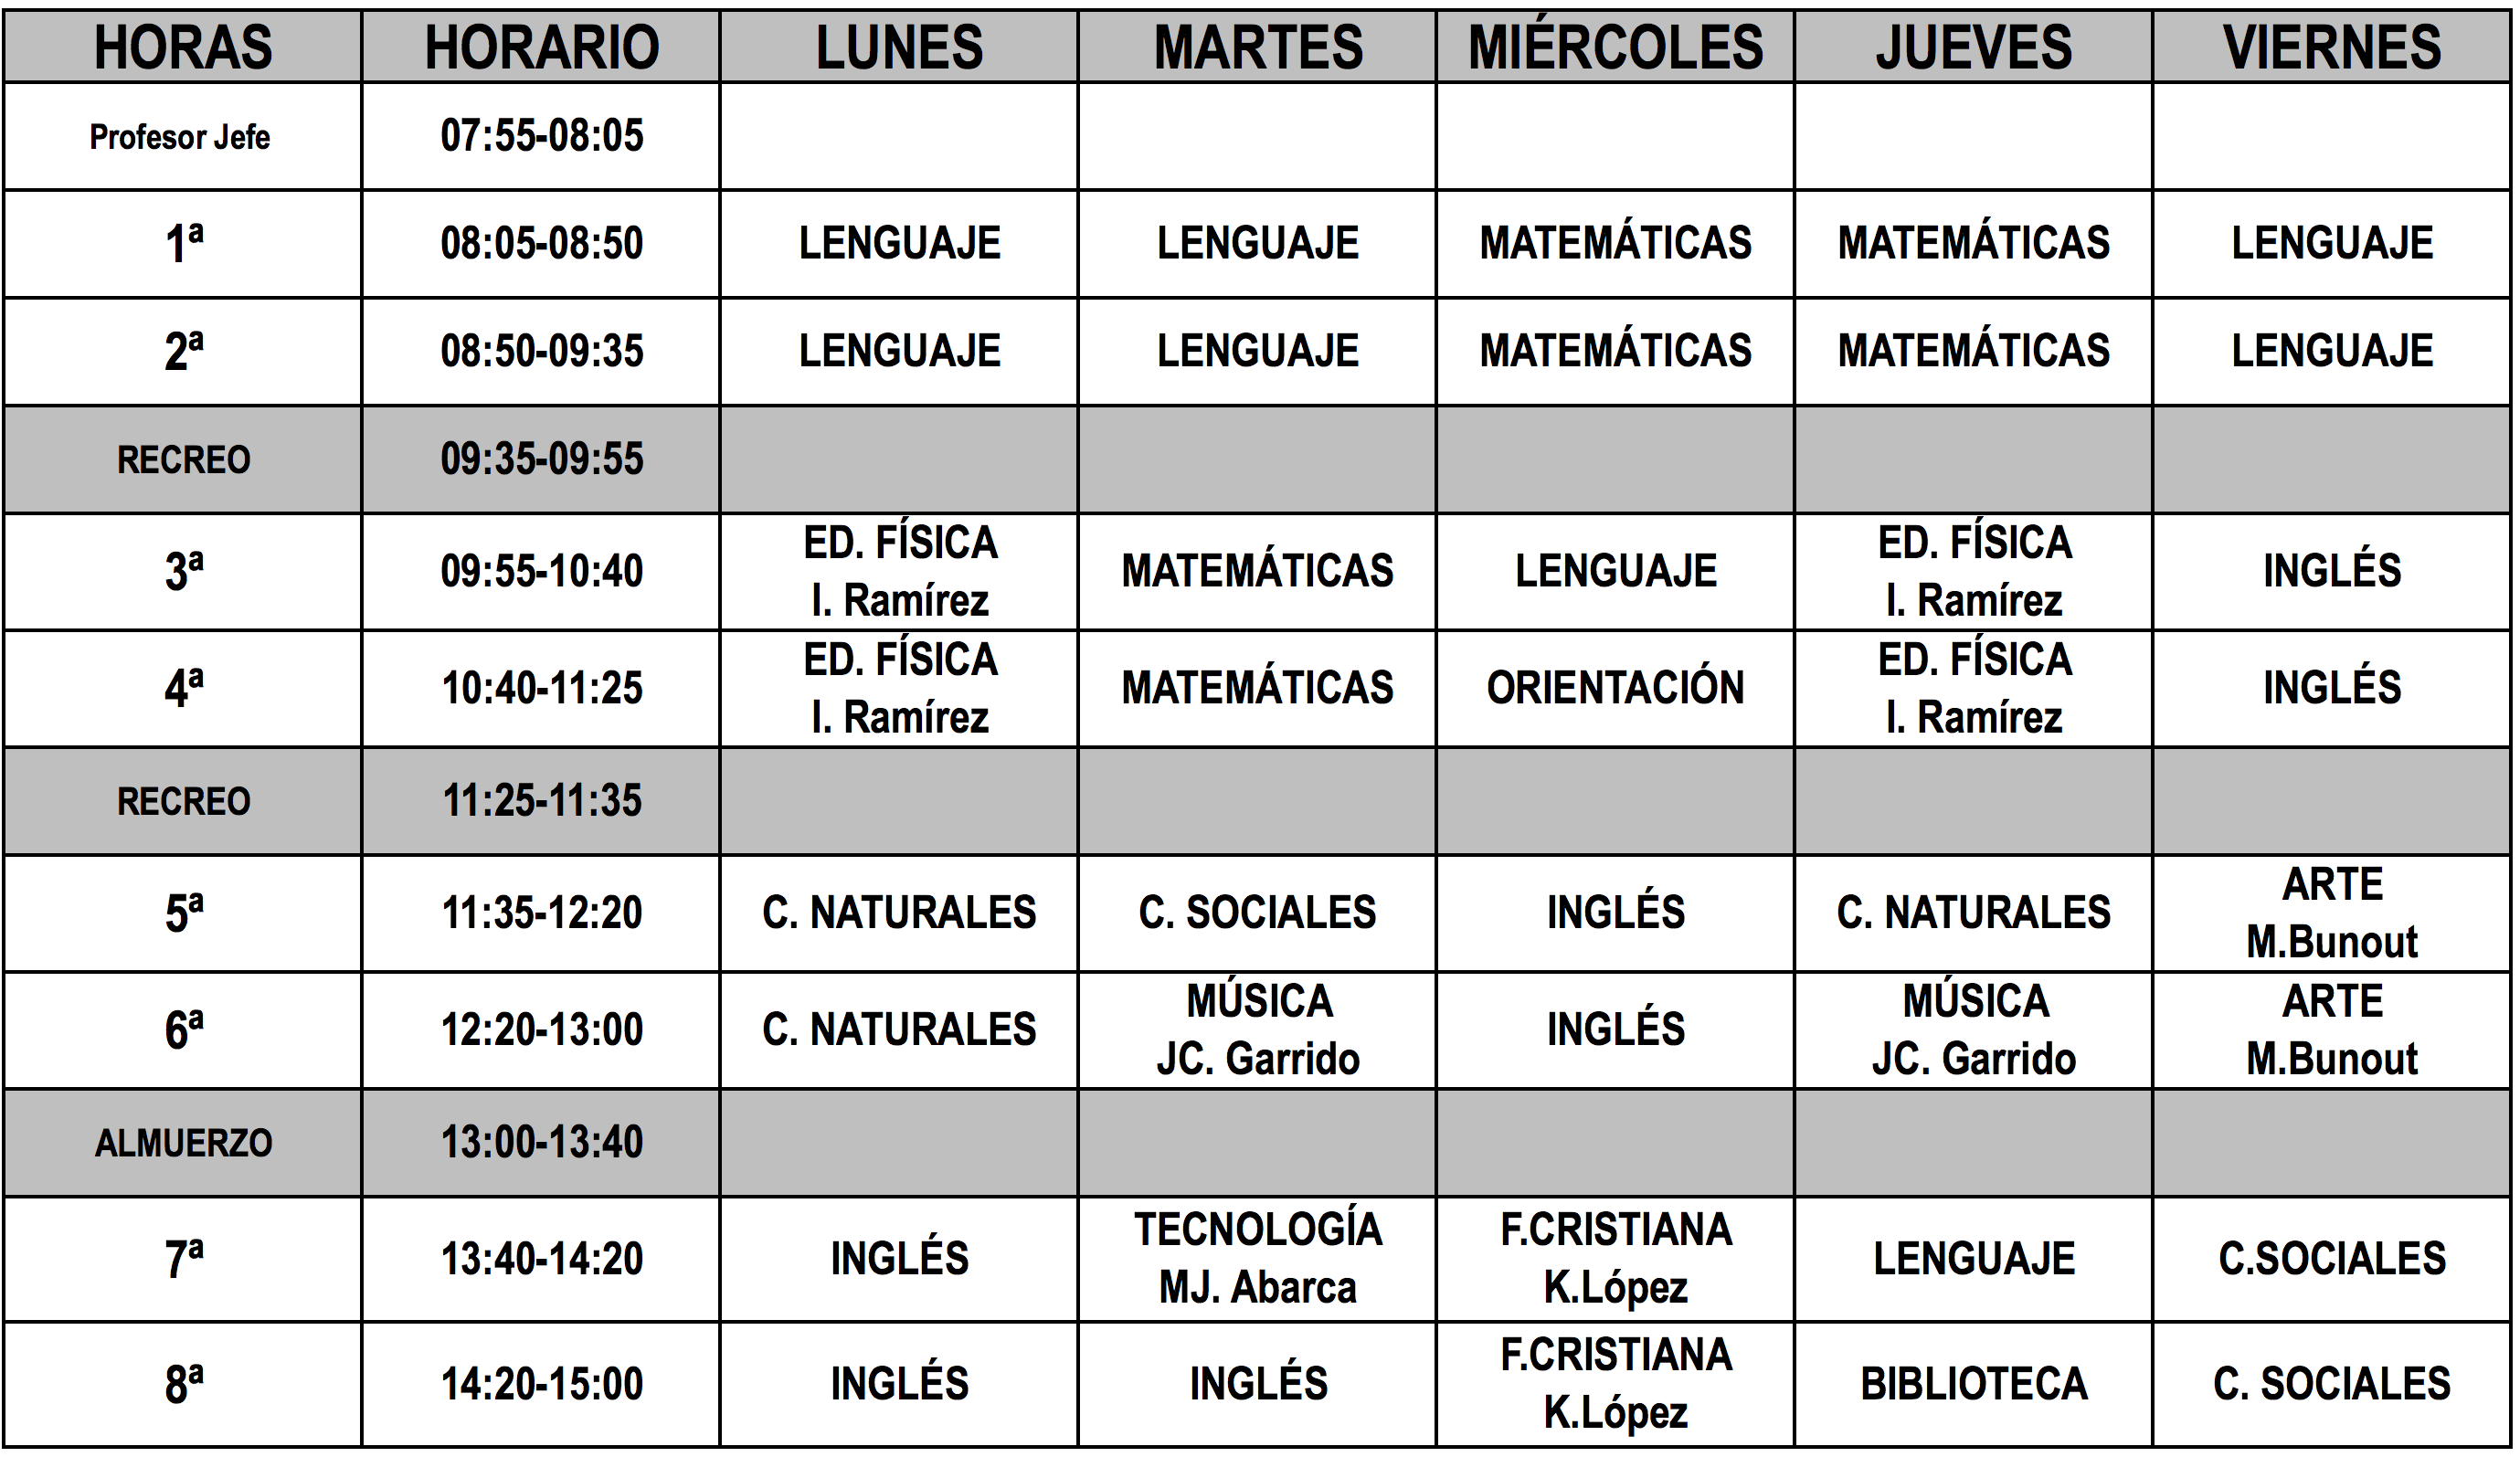 HORAS HORARIO LUNES MARTES MIÉRCOLES JUEVES VIERNES
Profesor Jefe 07:55-08:05
1ª 08:05-08:50 LENGUAJE LENGUAJE MATEMÁTICAS MATEMÁTICAS LENGUAJE
2ª 08:50-09:35 LENGUAJE LENGUAJE MATEMÁTICAS MATEMÁTICAS LENGUAJE
RECREO 09:35-09:55
3ª 09:55-10:40 ED. FÍSICA I. Ramírez MATEMÁTICAS LENGUAJE ED. FÍSICA I. Ramírez INGLÉS
4ª 10:40-11:25 ED. FÍSICA I. Ramírez MATEMÁTICAS ORIENTACIÓN ED. FÍSICA I. Ramírez INGLÉS
RECREO 11:25-11:35
5ª 11:35-12:20 C. NATURALES C. SOCIALES INGLÉS C. NATURALES ARTE M.Bunout
6ª 12:20-13:00 C. NATURALES MÚSICA JC. Garrido INGLÉS MÚSICA JC. Garrido ARTE M.Bunout
ALMUERZO 13:00-13:40
7ª 13:40-14:20 INGLÉS TECNOLOGÍA MJ. Abarca F.CRISTIANA K.López LENGUAJE C.SOCIALES
8ª 14:20-15:00 INGLÉS INGLÉS F.CRISTIANA K.López BIBLIOTECA C. SOCIALES